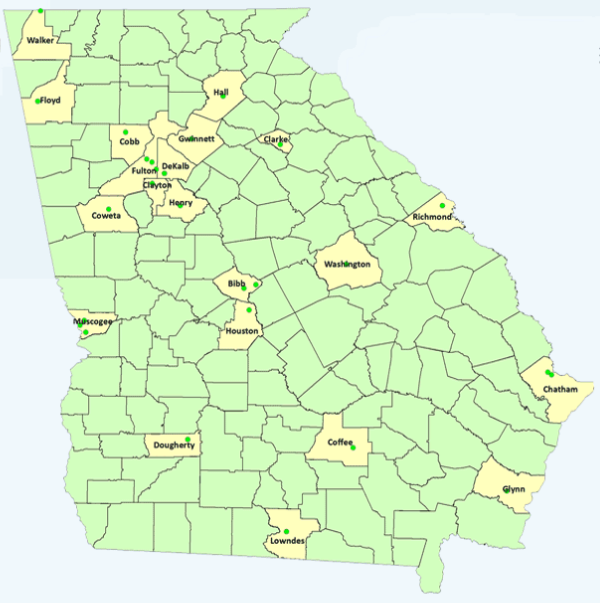 Walker
Hall
Floyd
Cobb
Gwinnett
Clarke
Fulton
DeKalb
Clayton
Henry
Coweta
Richmond
Washington
Bibb
Muscogee
Houston
Chatham
Dougherty
Coffee
Glynn
Lowndes